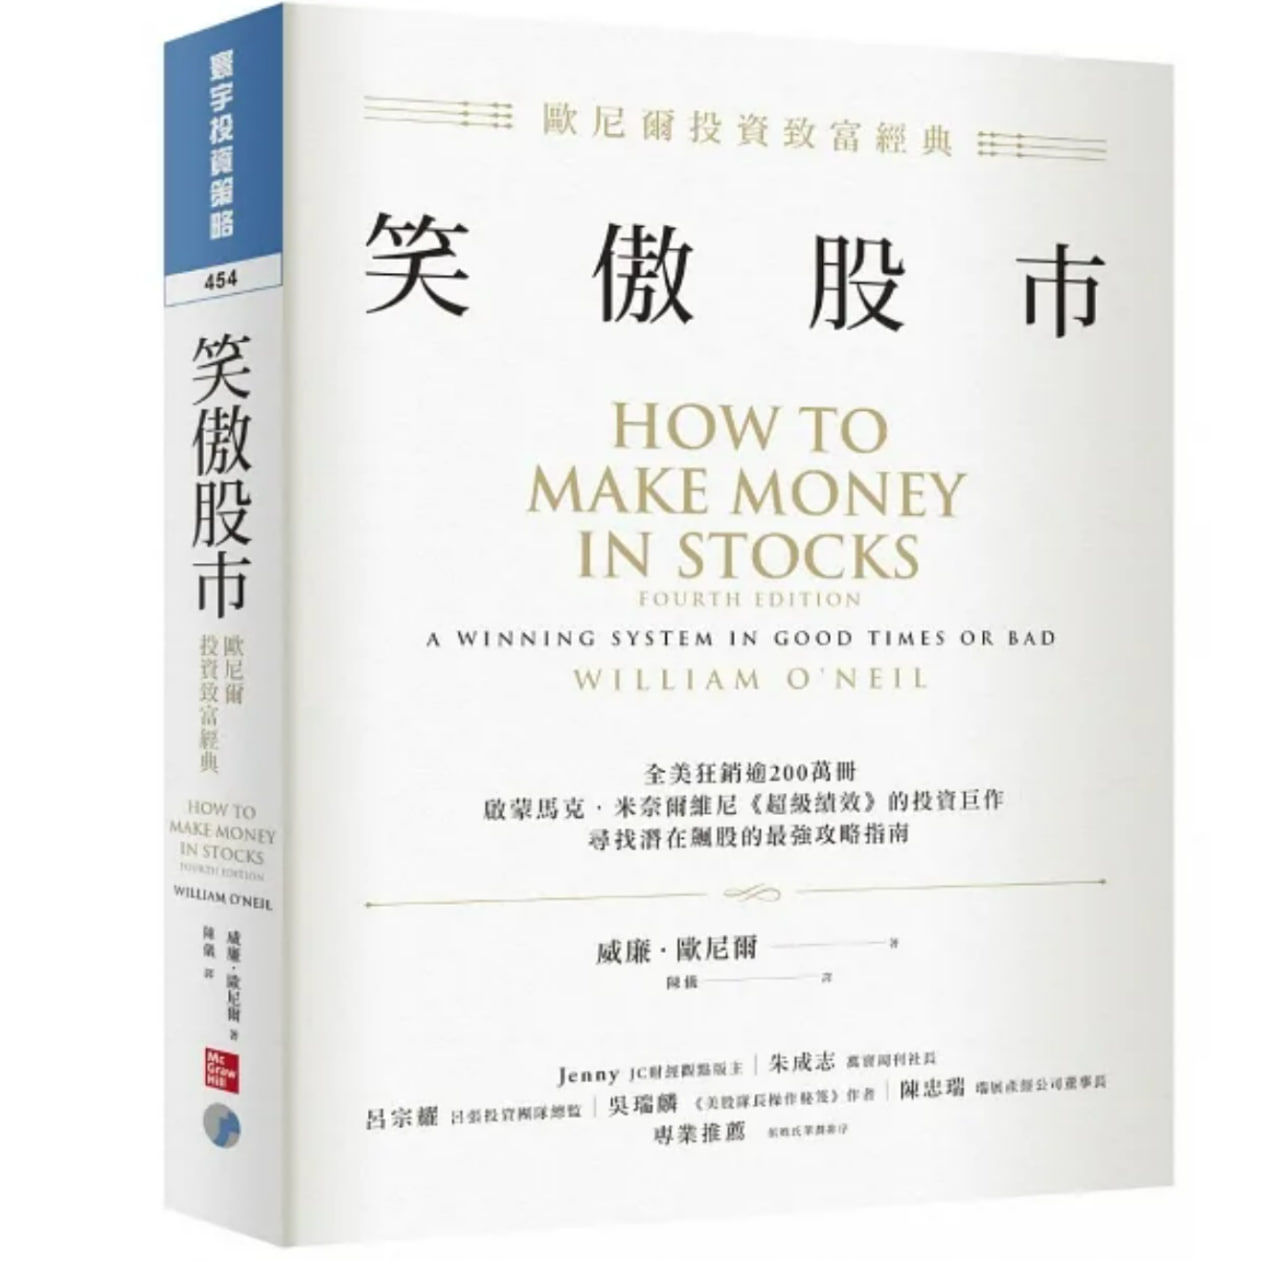 寰宇投資策略
454
笑傲股市
歐尼爾
投資致富經典
HOW TO
MAKE MONEY
IN STOCKS
FOURTH EDITION
WILLIAM O'NEIL
威廉·歐尼爾 著
陳儀 譯
Mc
Graw
Hill
歐尼爾投資致富經典
笑傲股市
HOW TO
MAKE MONEY
IN STOCKS
FOURTH EDITION
A WINNING SYSTEM IN GOOD TIMES OR BAD
WILLIAM O'NEIL
全美狂銷逾200萬冊
啟蒙馬克·米奈爾維尼《超級績效》的投資巨作
尋找潛在飆股的最強攻略指南
威廉·歐尼爾 著
陳儀 譯
Jenny JC財經觀點版主｜朱成志 萬寶週刊社長
呂宗耀 呂張投資團隊總監｜吳瑞麟《美股隊長操作秘笈》作者｜陳忠瑞 瑞展產經公司董事長
專業推薦